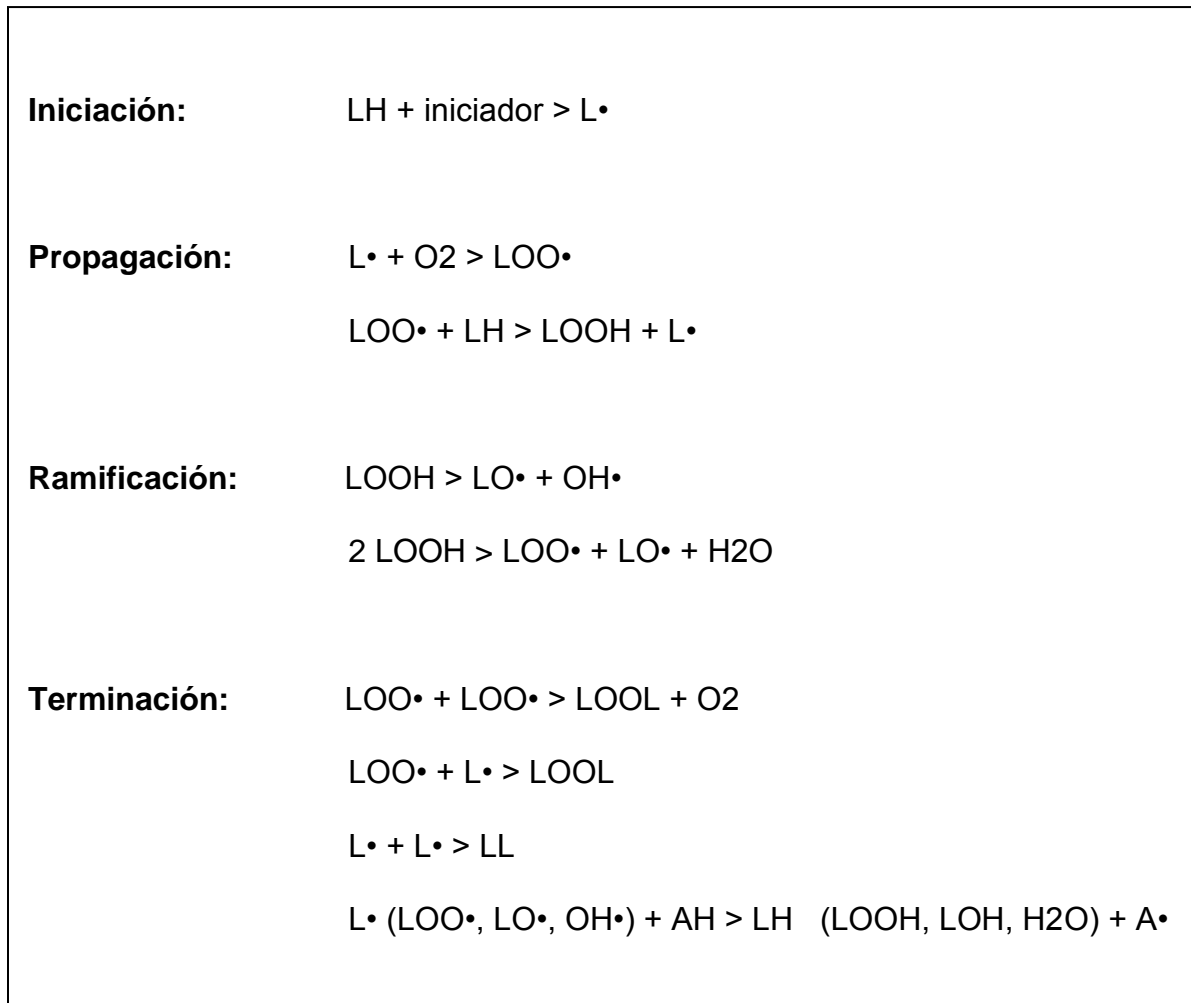 Iniciación: LH + iniciador > L•
Propagación: L• + O2 > LOO•
LOO• + LH > LOOH + L•
Ramificación: LOOH > LO• + OH•
2 LOOH > LOO• + LO• + H2O
Terminación: LOO• + LOO• > LOOL + O2
LOO• + L• > LOOL
L• + L• > LL
L• (LOO•, LO•, OH•) + AH > LH (LOOH, LOH, H2O) + A•